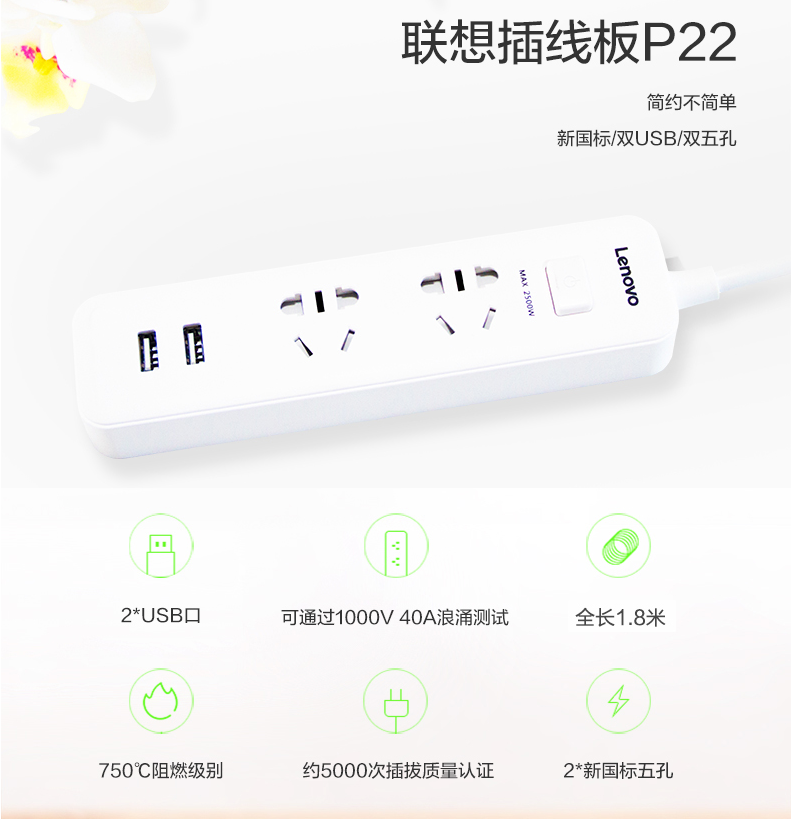 联想插线板P22
简约不简单
新国标/双USB/双五孔
Lenovo
MAX 2500W
2*USB口
可通过1000V 40A浪涌测试
全长1.8米
750℃阻燃级别
约5000次插拔质量认证
2*新国标五孔